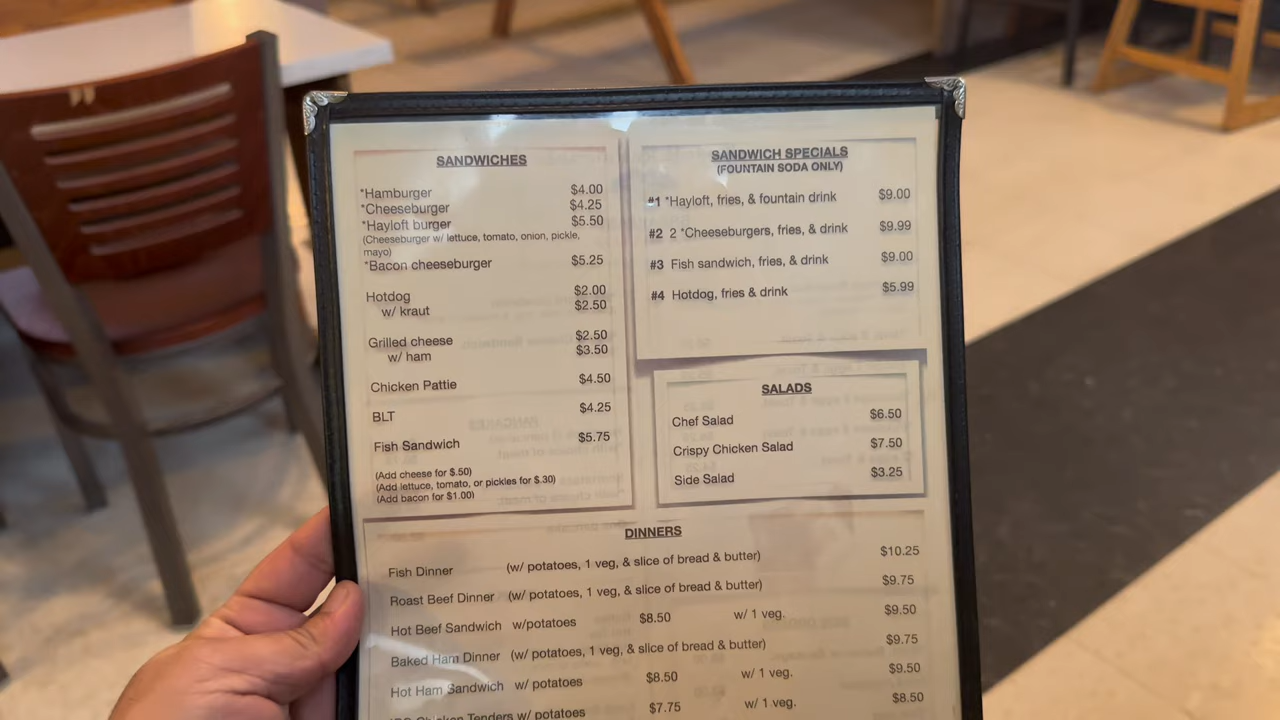 SANDWICHES
*Hamburger $4.00
*Cheeseburger $4.25
*Hayloft burger $5.50
(Cheeseburger w/ lettuce, tomato, onion, pickle,
mayo)
*Bacon cheeseburger $5.25
Hotdog $2.00
w/ kraut $2.50
Grilled cheese $2.50
w/ ham $3.50
Chicken Pattie $4.50
BLT $4.25
Fish Sandwich $5.75
(Add cheese for $.50)
(Add lettuce, tomato, or pickles for $.30)
(Add bacon for $1.00)
SANDWICH SPECIALS
(FOUNTAIN SODA ONLY)
#1 *Hayloft, fries, & fountain drink $9.00
#2 2 *Cheeseburgers, fries, & drink $9.99
#3 Fish sandwich, fries, & drink $9.00
#4 Hotdog, fries & drink $5.99
SALADS
Chef Salad $6.50
Crispy Chicken Salad $7.50
Side Salad $3.25
DINNERS
Fish Dinner (w/ potatoes, 1 veg, & slice of bread & butter) $10.25
Roast Beef Dinner (w/ potatoes, 1 veg, & slice of bread & butter) $9.75
Hot Beef Sandwich w/potatoes $8.50 w/ 1 veg. $9.50
Baked Ham Dinner (w/ potatoes, 1 veg, & slice of bread & butter) $9.75
Hot Ham Sandwich w/ potatoes $8.50 w/ 1 veg. $9.50
Chicken Tenders w/ potatoes $7.75 w/ 1 veg. $8.50